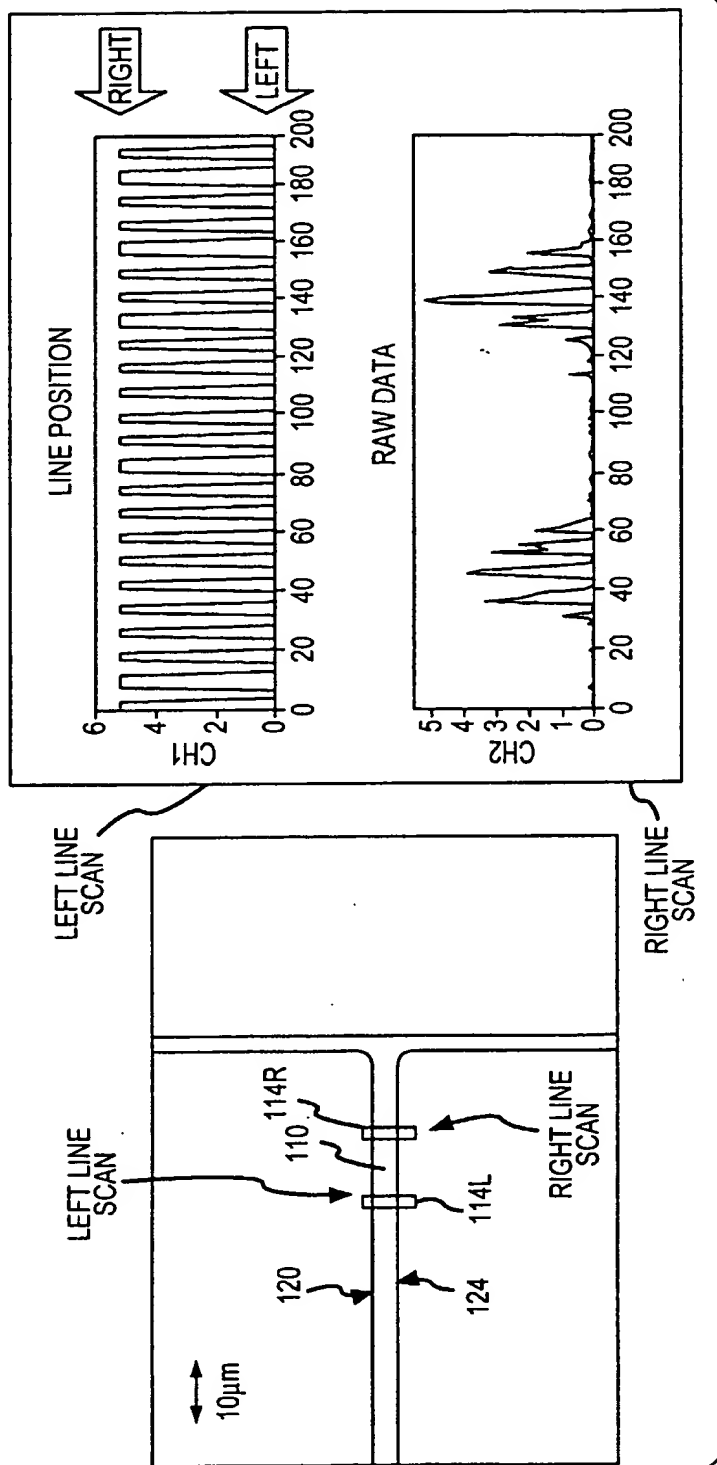 LEFT LINE
SCAN
110
114R
120
10µm
124
114L
RIGHT LINE
SCAN
LEFT LINE
SCAN
RIGHT LINE
SCAN
LINE POSITION
RIGHT
LEFT
CH1
6
4
2
0
0 20 40 60 80 100 120 140 160 180 200
RAW DATA
CH2
5
4
3
2
1
0
0 20 40 60 80 100 120 140 160 180 200